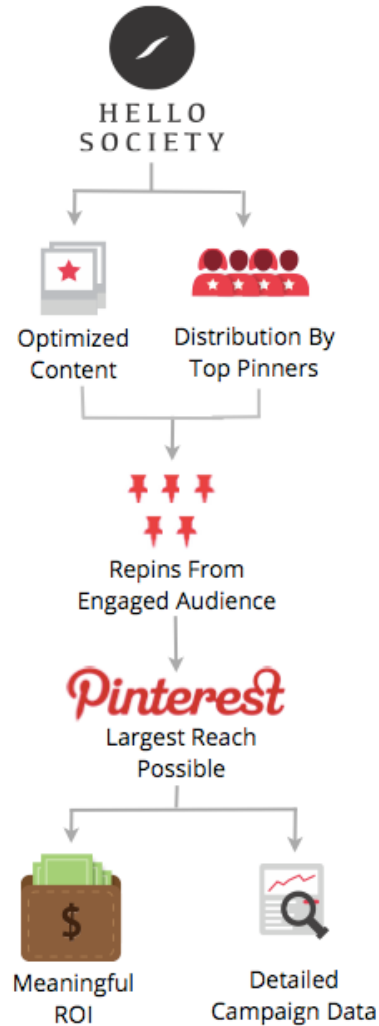 HELLO
SOCIETY
Optimized
Content
Distribution By
Top Pinners
Repins From
Engaged Audience
Pinterest
Largest Reach
Possible
$
Meaningful
ROI
Detailed
Campaign Data